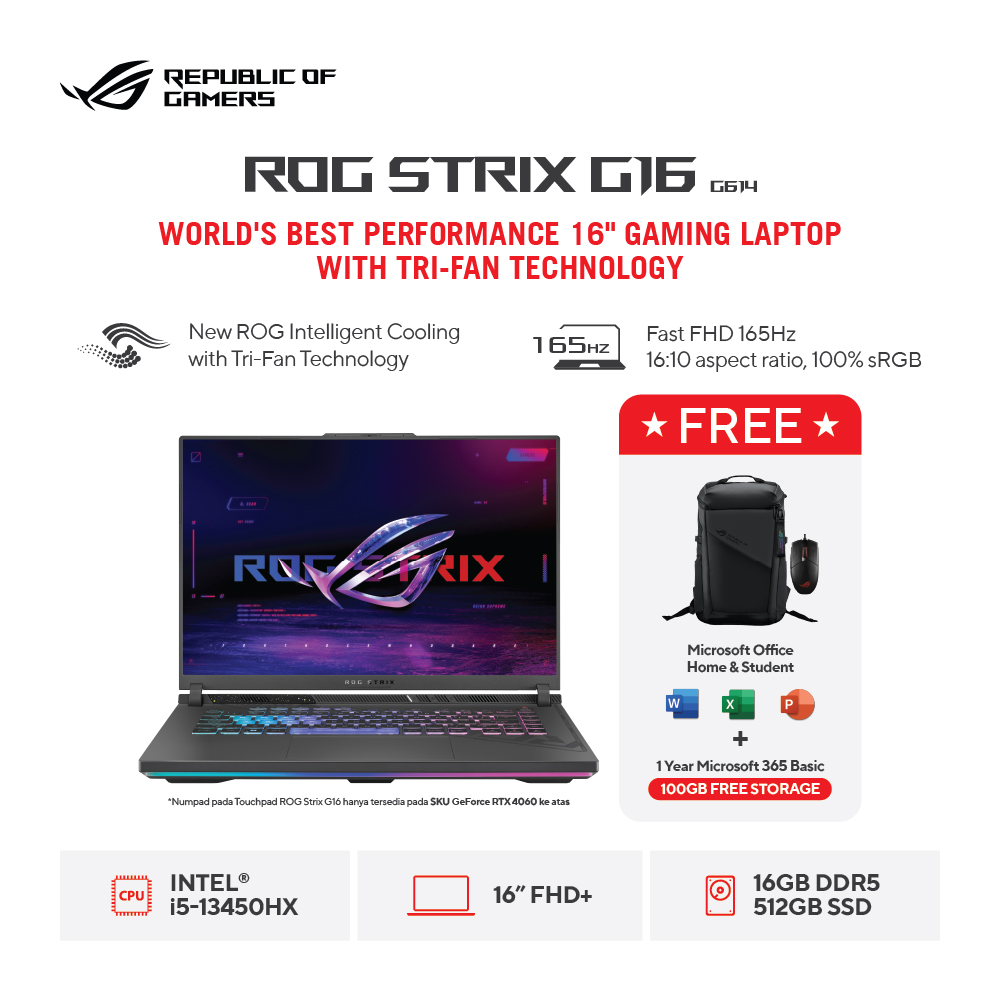 REPUBLIC OF
GAMERS
ROG STRIX G16 G614
WORLD'S BEST PERFORMANCE 16" GAMING LAPTOP
WITH TRI-FAN TECHNOLOGY
New ROG Intelligent Cooling
with Tri-Fan Technology
165HZ
Fast FHD 165Hz
16:10 aspect ratio, 100% sRGB
FREE
ROG STRIX
ROG STRIX
Microsoft Office
Home & Student
W
X
P
+
1 Year Microsoft 365 Basic
100GB FREE STORAGE
*Numpad pada Touchpad ROG Strix G16 hanya tersedia pada SKU GeForce RTX 4060 ke atas
CPU
INTEL®
i5-13450HX
16” FHD+
16GB DDR5
512GB SSD